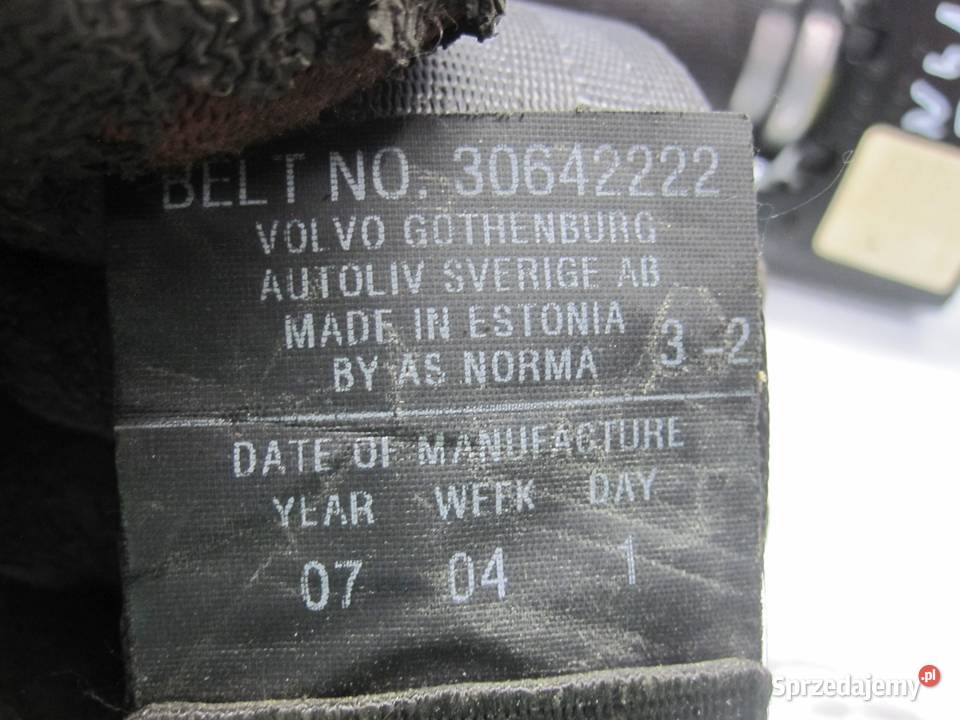 BELT NO. 30642222
VOLVO GOTHENBURG
AUTOLIV SVERIGE AB
MADE IN ESTONIA
BY AS NORMA 3-2
DATE OF MANUFACTURE
YEAR WEEK DAY
07 04 1
Sprzedajemy.pl